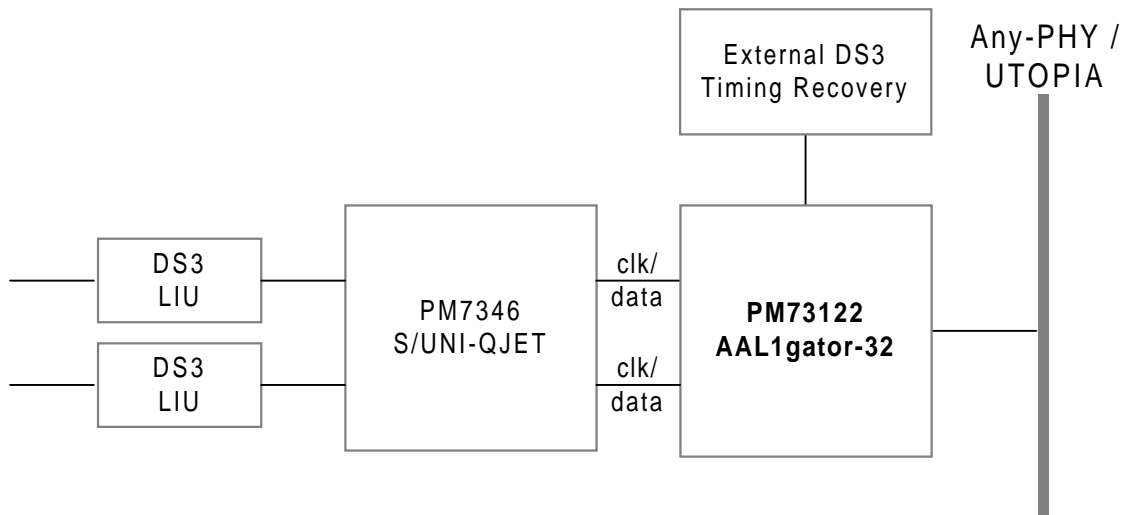 External DS3
Timing Recovery
Any-PHY /
UTOPIA
DS3
LIU
DS3
LIU
PM7346
S/UNI-QJET
clk/
data
clk/
data
PM73122
AAL1gator-32